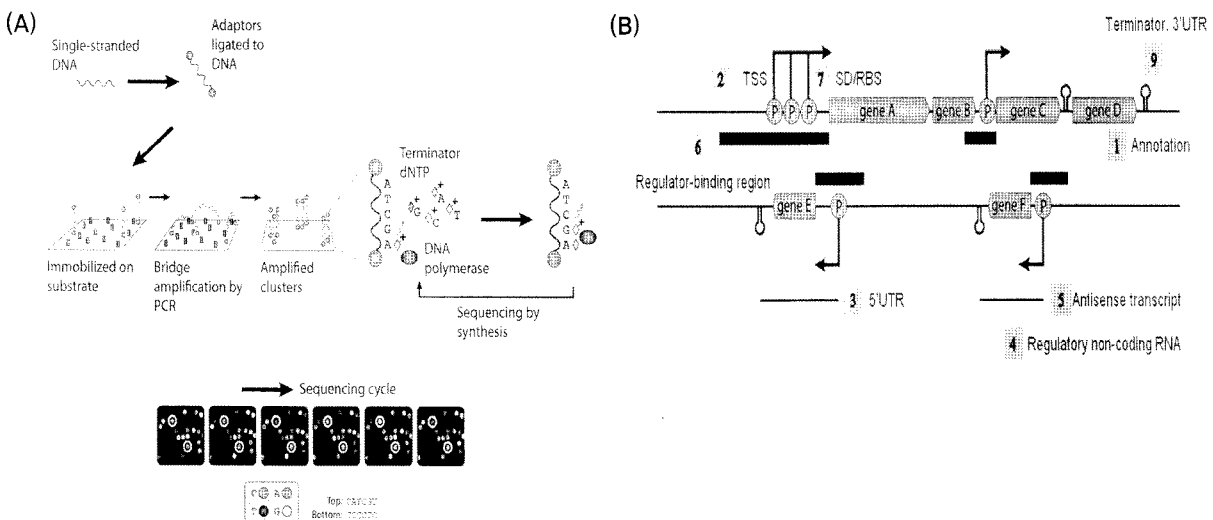 (A)
Single-stranded
DNA
Adaptors
ligated to
DNA
Immobilized on
substrate
Bridge
amplification by
PCR
Amplified
clusters
Terminator
dNTP
A
T
C
G
A
G
A
C
T
DNA
polymerase
A
T
C
G
A
Sequencing by
synthesis
Sequencing cycle
C A
T G
Top:
Bottom:
(B)
Terminator. 3'UTR
9
2 TSS
7 SD/RBS
P P P gene A gene B P gene C gene D
6
1 Annotation
Regulator-binding region
gene E P gene F P
3 5'UTR
5 Antisense transcript
4 Regulatory non-coding RNA